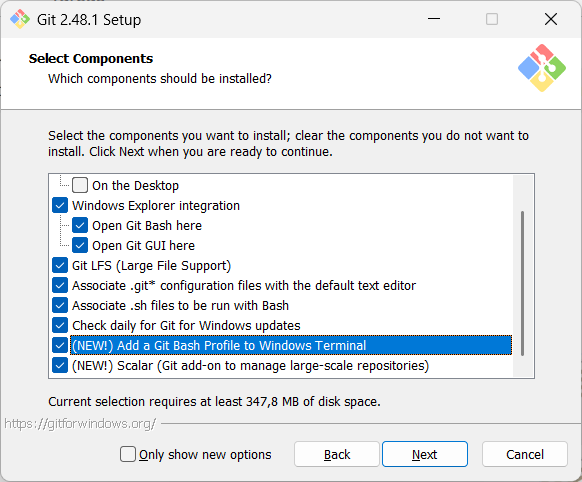 Git 2.48.1 Setup
Select Components
Which components should be installed?
Select the components you want to install; clear the components you do not want to
install. Click Next when you are ready to continue.
On the Desktop
Windows Explorer integration
Open Git Bash here
Open Git GUI here
Git LFS (Large File Support)
Associate .git* configuration files with the default text editor
Associate .sh files to be run with Bash
Check daily for Git for Windows updates
(NEW!) Add a Git Bash Profile to Windows Terminal
(NEW!) Scalar (Git add-on to manage large-scale repositories)
Current selection requires at least 347,8 MB of disk space.
https://gitforwindows.org/
Only show new options
Back
Next
Cancel